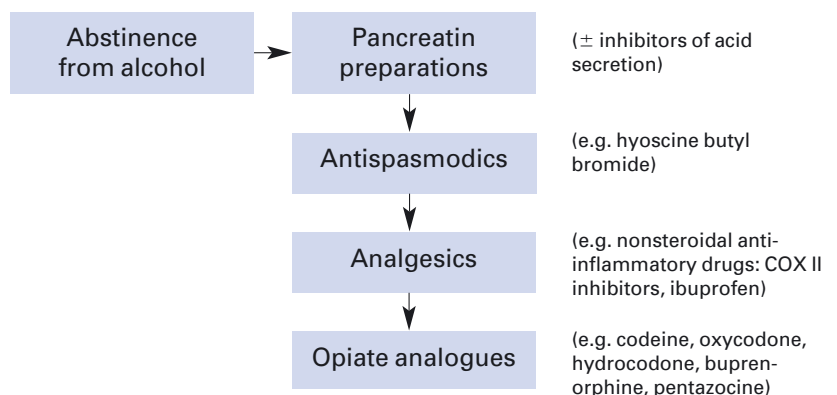 Abstinence
from alcohol
Pancreatin
preparations
(± inhibitors of acid
secretion)
Antispasmodics
(e.g. hyoscine butyl
bromide)
Analgesics
(e.g. nonsteroidal anti-
inflammatory drugs: COX II
inhibitors, ibuprofen)
Opiate analogues
(e.g. codeine, oxycodone,
hydrocodone, bupren-
orphine, pentazocine)